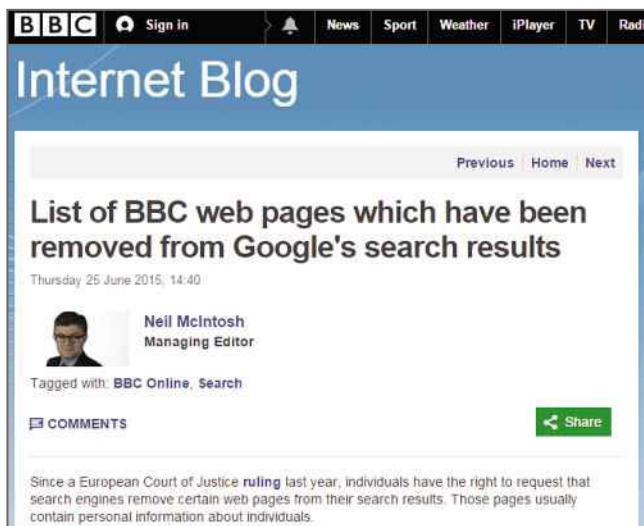 BBC Sign in News Sport Weather iPlayer TV
Internet Blog
Previous Home Next
List of BBC web pages which have been
removed from Google's search results
Thursday 25 June 2015, 14:40
Neil McIntosh
Managing Editor
Tagged with: BBC Online, Search
COMMENTS
Share
Since a European Court of Justice ruling last year, individuals have the right to request that
search engines remove certain web pages from their search results. Those pages usually
contain personal information about individuals.